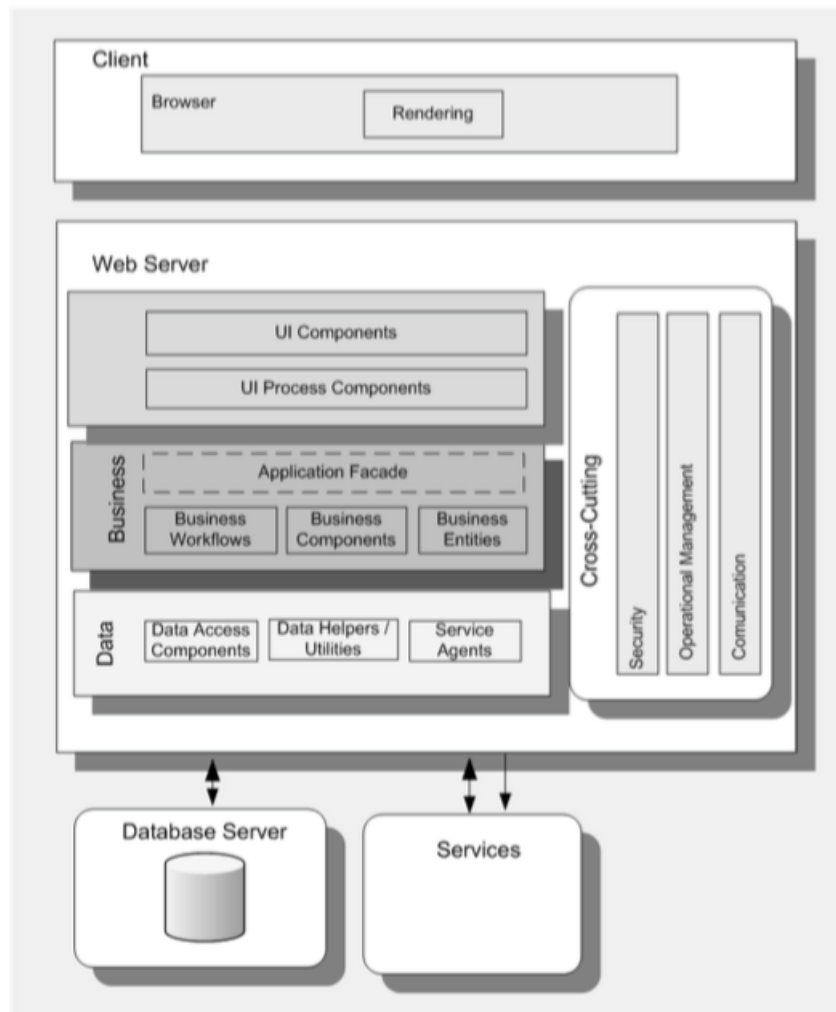 Client
Browser
Rendering
Web Server
UI Components
UI Process Components
Business
Application Facade
Business
Workflows
Business
Components
Business
Entities
Data
Data Access
Components
Data Helpers /
Utilities
Service
Agents
Cross-Cutting
Security
Operational Management
Comunication
Database Server
Services